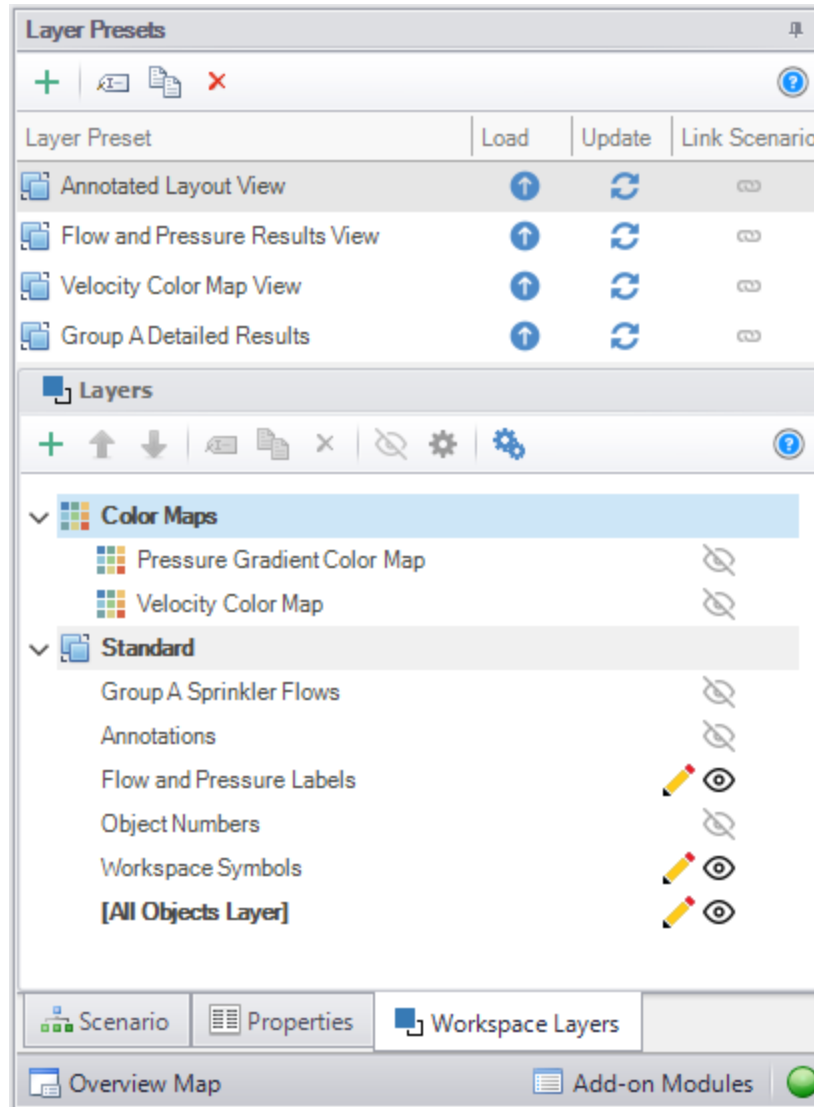 Layer Presets
Layer Preset Load Update Link Scenario
Annotated Layout View
Flow and Pressure Results View
Velocity Color Map View
Group A Detailed Results
Layers
Color Maps
Pressure Gradient Color Map
Velocity Color Map
Standard
Group A Sprinkler Flows
Annotations
Flow and Pressure Labels
Object Numbers
Workspace Symbols
[All Objects Layer]
Scenario Properties Workspace Layers
Overview Map Add-on Modules